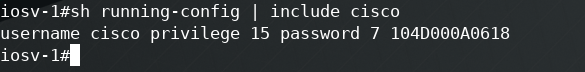 iosv-1#sh running-config | include cisco
username cisco privilege 15 password 7 104D000A0618
iosv-1#